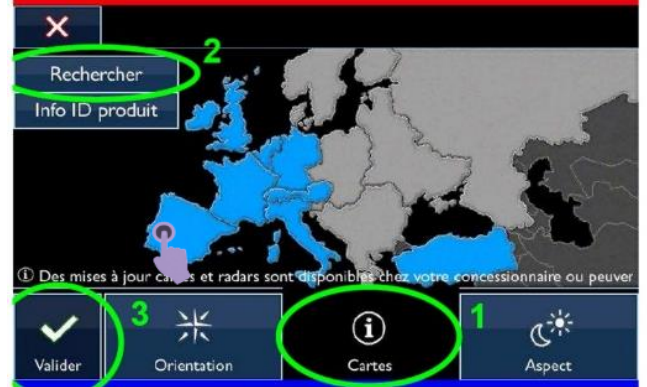 2
Rechercher
Info ID produit
ⓘ Des mises à jour cartes et radars sont disponibles chez votre concessionnaire ou peuver
3
1
Valider
Orientation
Cartes
Aspect